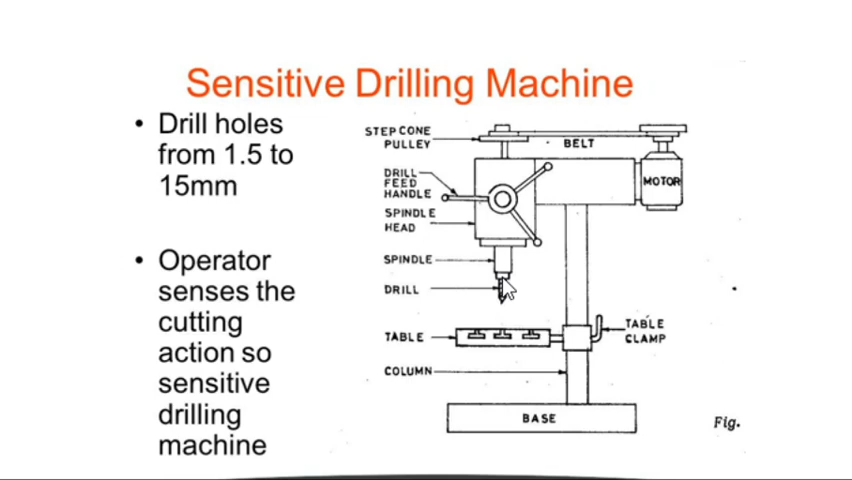 Sensitive Drilling Machine
• Drill holes
from 1.5 to
15mm
• Operator
senses the
cutting
action so
sensitive
drilling
machine
STEP CONE
PULLEY
BELT
DRILL
FEED
HANDLE
MOTOR
SPINDLE
HEAD
SPINDLE
DRILL
TABLE
TABLE
CLAMP
COLUMN
BASE
Fig.